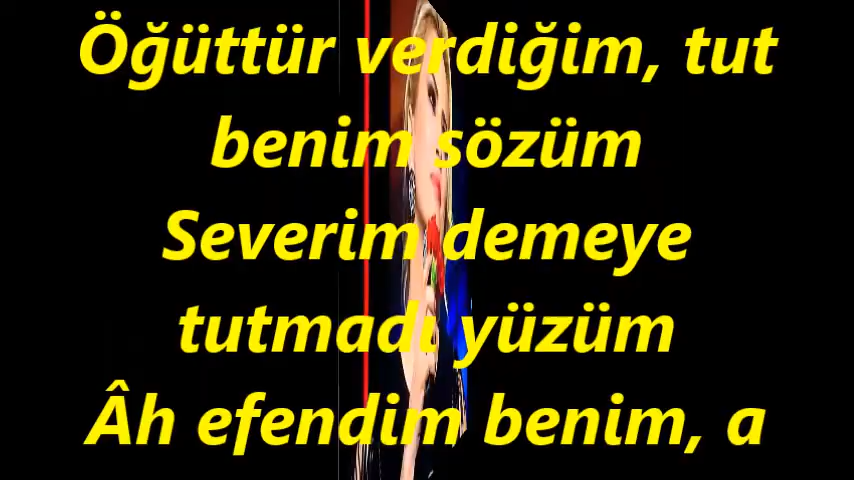 Öğüttür verdiğim, tut
benim sözüm
Severim demeye
tutmadı yüzüm
Âh efendim benim, a